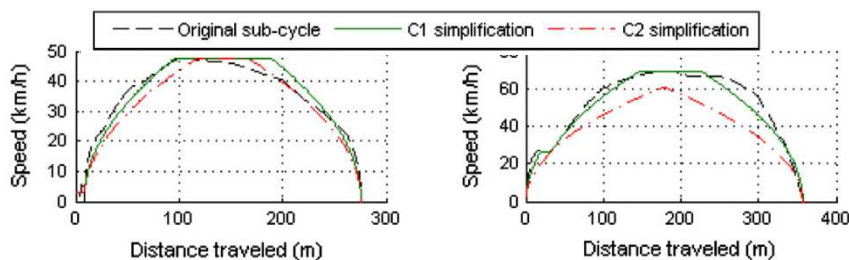 Original sub-cycle C1 simplification C2 simplification
Speed (km/h)
50
40
30
20
10
0
0 100 200 300
Distance traveled (m)
Speed (km/h)
60
40
20
0
0 100 200 300 400
Distance traveled (m)